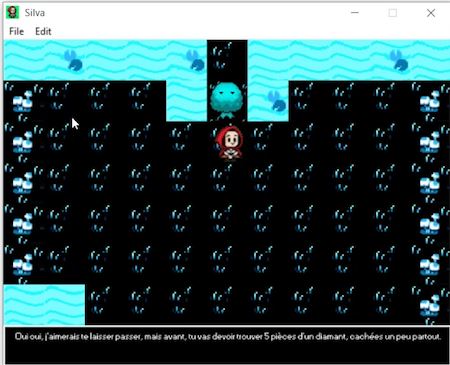 Silva
File Edit
Oui oui, j'aimerais te laisser passer, mais avant, tu vas devoir trouver 5 pièces d'un diamant, cachées un peu partout.